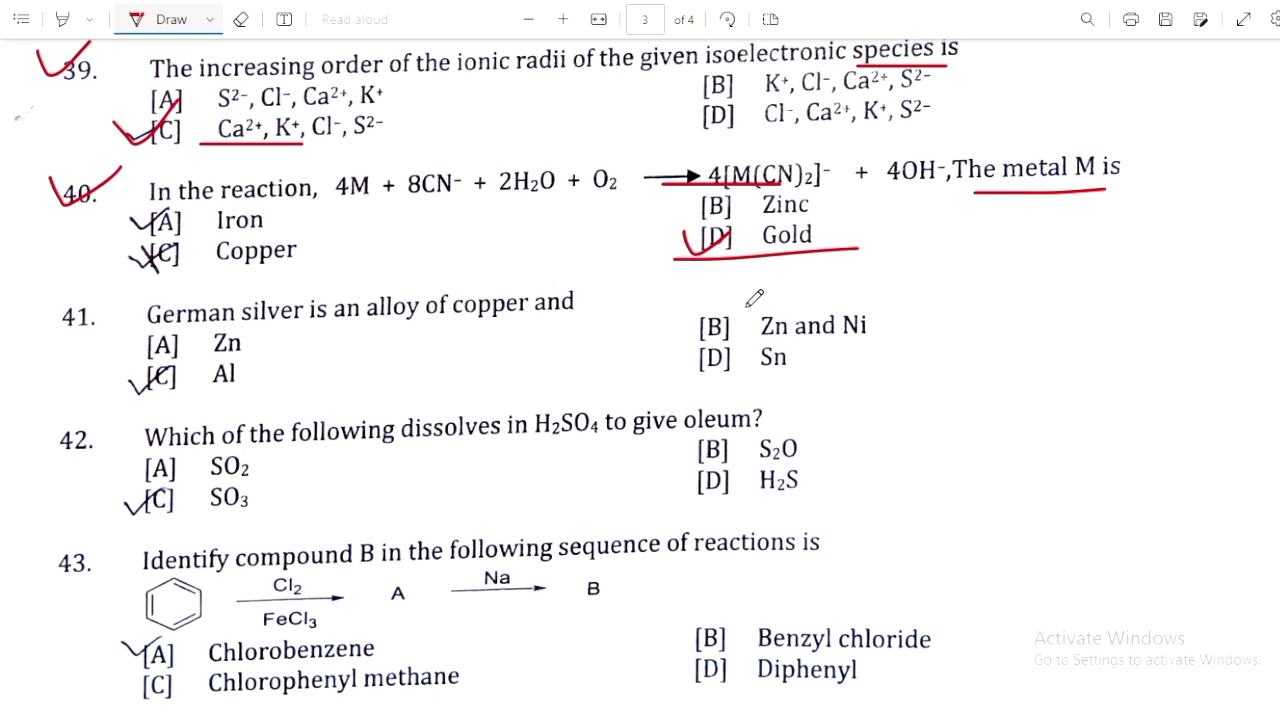 Draw
Read aloud
3 of 4
39. The increasing order of the ionic radii of the given isoelectronic species is
[A] S²⁻, Cl⁻, Ca²⁺, K⁺ [B] K⁺, Cl⁻, Ca²⁺, S²⁻
[C] Ca²⁺, K⁺, Cl⁻, S²⁻ [D] Cl⁻, Ca²⁺, K⁺, S²⁻
40. In the reaction, 4M + 8CN⁻ + 2H₂O + O₂ ⟶ 4[M(CN)₂]⁻ + 4OH⁻,The metal M is
[A] Iron [B] Zinc
[C] Copper [D] Gold
41. German silver is an alloy of copper and
[A] Zn [B] Zn and Ni
[C] Al [D] Sn
42. Which of the following dissolves in H₂SO₄ to give oleum?
[A] SO₂ [B] S₂O
[C] SO₃ [D] H₂S
43. Identify compound B in the following sequence of reactions is
Cl₂ Na
A B
FeCl₃
[A] Chlorobenzene [B] Benzyl chloride
[C] Chlorophenyl methane [D] Diphenyl
Activate Windows
Go to Settings to activate Windows.